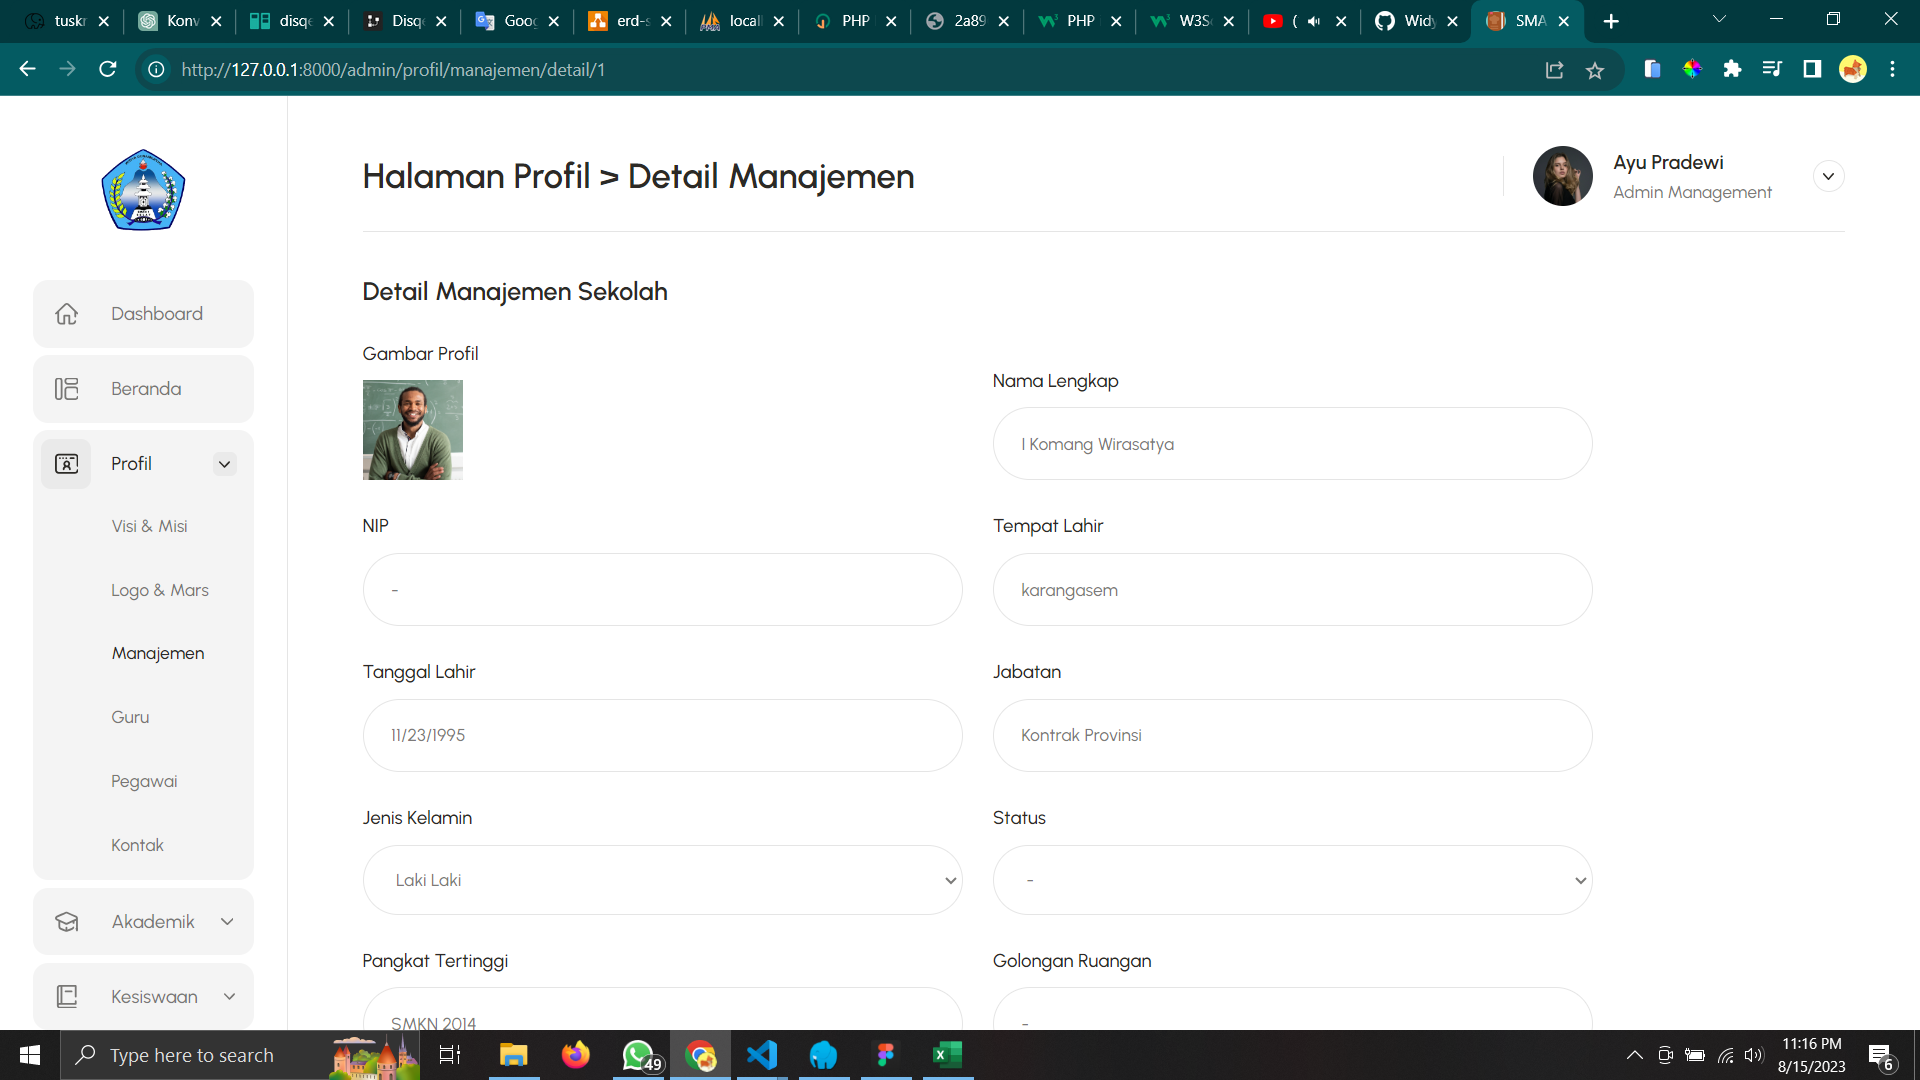 tuskr
Konv
disqe
Disqe
Goog
erd-s
locall
PHP
2a89
PHP
W3Sc
(
Widy
SMA
http://127.0.0.1:8000/admin/profil/manajemen/detail/1
Halaman Profil > Detail Manajemen
Ayu Pradewi
Admin Management
Dashboard
Beranda
Profil
Visi & Misi
Logo & Mars
Manajemen
Guru
Pegawai
Kontak
Akademik
Kesiswaan
Detail Manajemen Sekolah
Gambar Profil
Nama Lengkap
I Komang Wirasatya
NIP
Tempat Lahir
-
karangasem
Tanggal Lahir
Jabatan
11/23/1995
Kontrak Provinsi
Jenis Kelamin
Status
Laki Laki
-
Pangkat Tertinggi
Golongan Ruangan
SMKN 2014
-
Type here to search
49
11:16 PM
8/15/2023
6